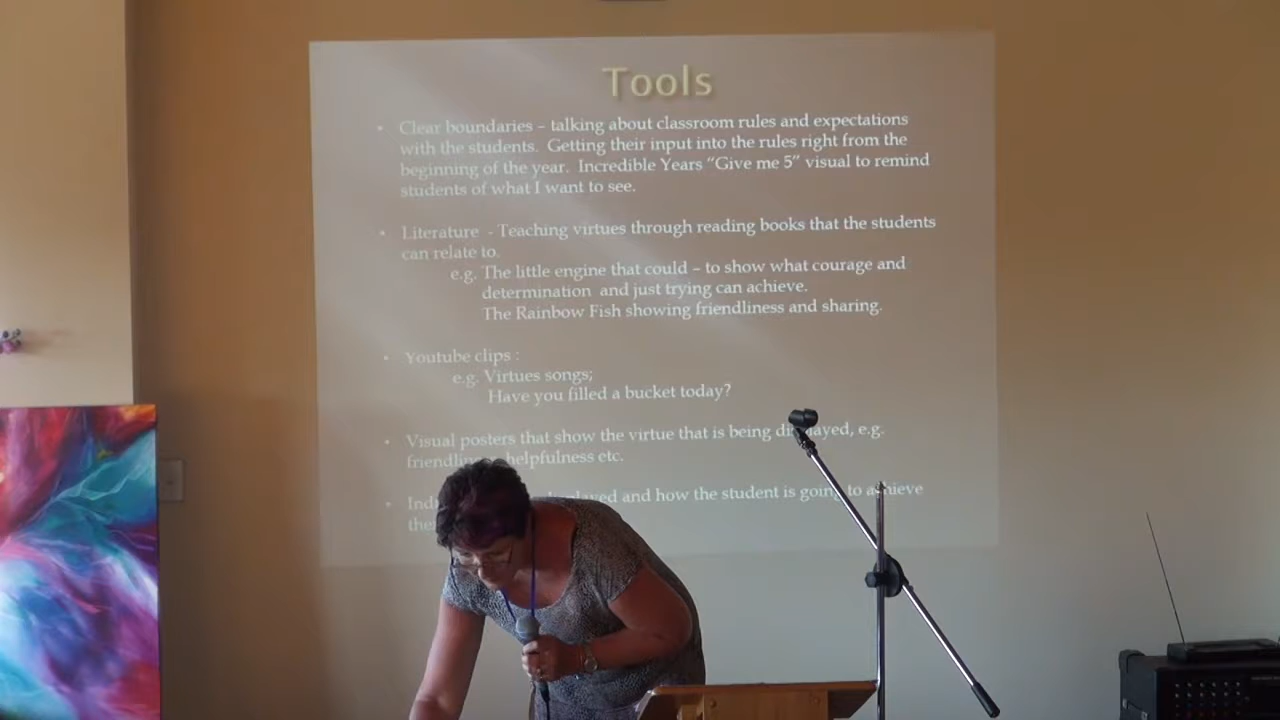 Tools
• Clear boundaries – talking about classroom rules and expectations
with the students. Getting their input into the rules right from the
beginning of the year. Incredible Years “Give me 5” visual to remind
students of what I want to see.
• Literature - Teaching virtues through reading books that the students
can relate to.
e.g. The little engine that could – to show what courage and
determination and just trying can achieve.
The Rainbow Fish showing friendliness and sharing.
• Youtube clips :
e.g. Virtues songs;
Have you filled a bucket today?
• Visual posters that show the virtue that is being displayed, e.g.
helpfulness etc.
• and how the student is going to achieve